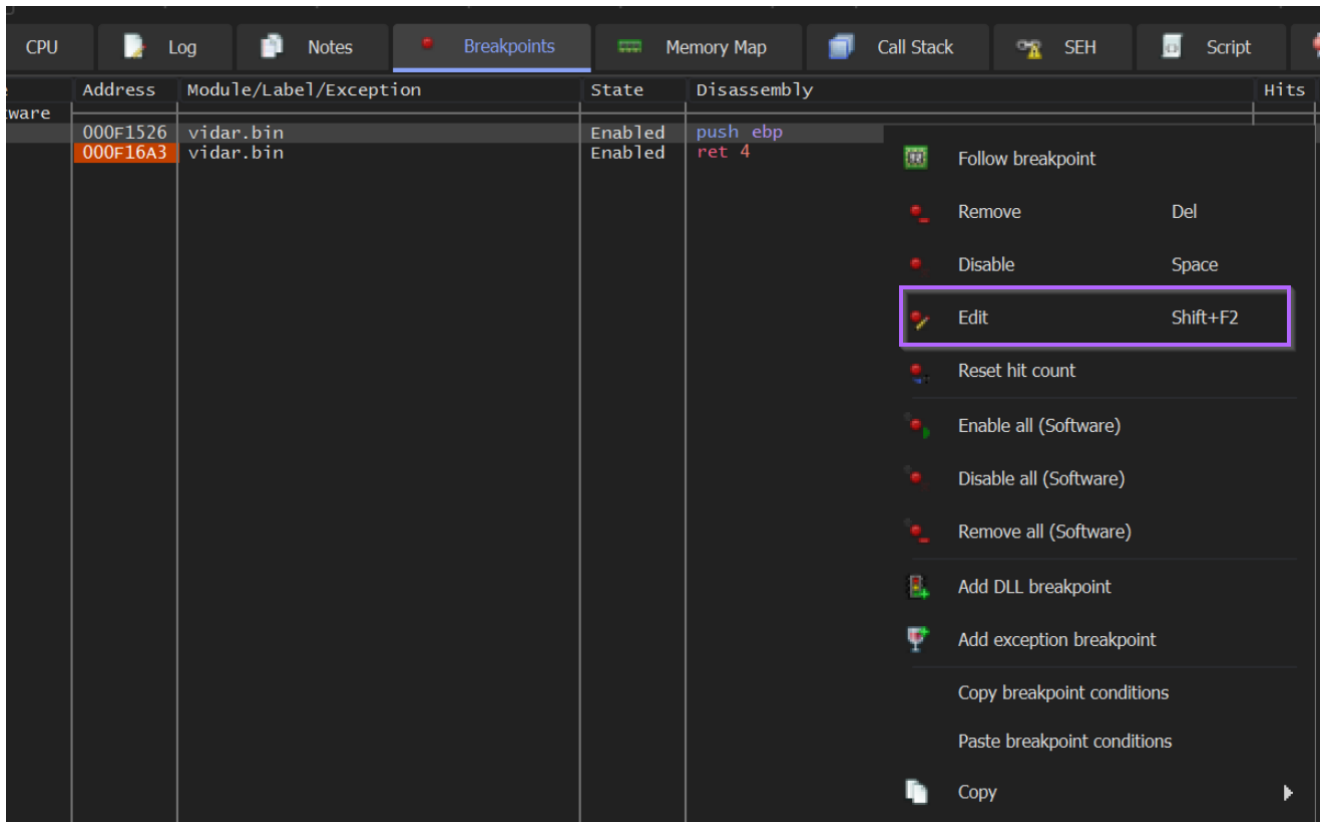 CPU Log Notes Breakpoints Memory Map Call Stack SEH Script
Address Module/Label/Exception State Disassembly Hits
ware
000F1526 vidar.bin Enabled push ebp
000F16A3 vidar.bin Enabled ret 4
Follow breakpoint
Remove Del
Disable Space
Edit Shift+F2
Reset hit count
Enable all (Software)
Disable all (Software)
Remove all (Software)
Add DLL breakpoint
Add exception breakpoint
Copy breakpoint conditions
Paste breakpoint conditions
Copy